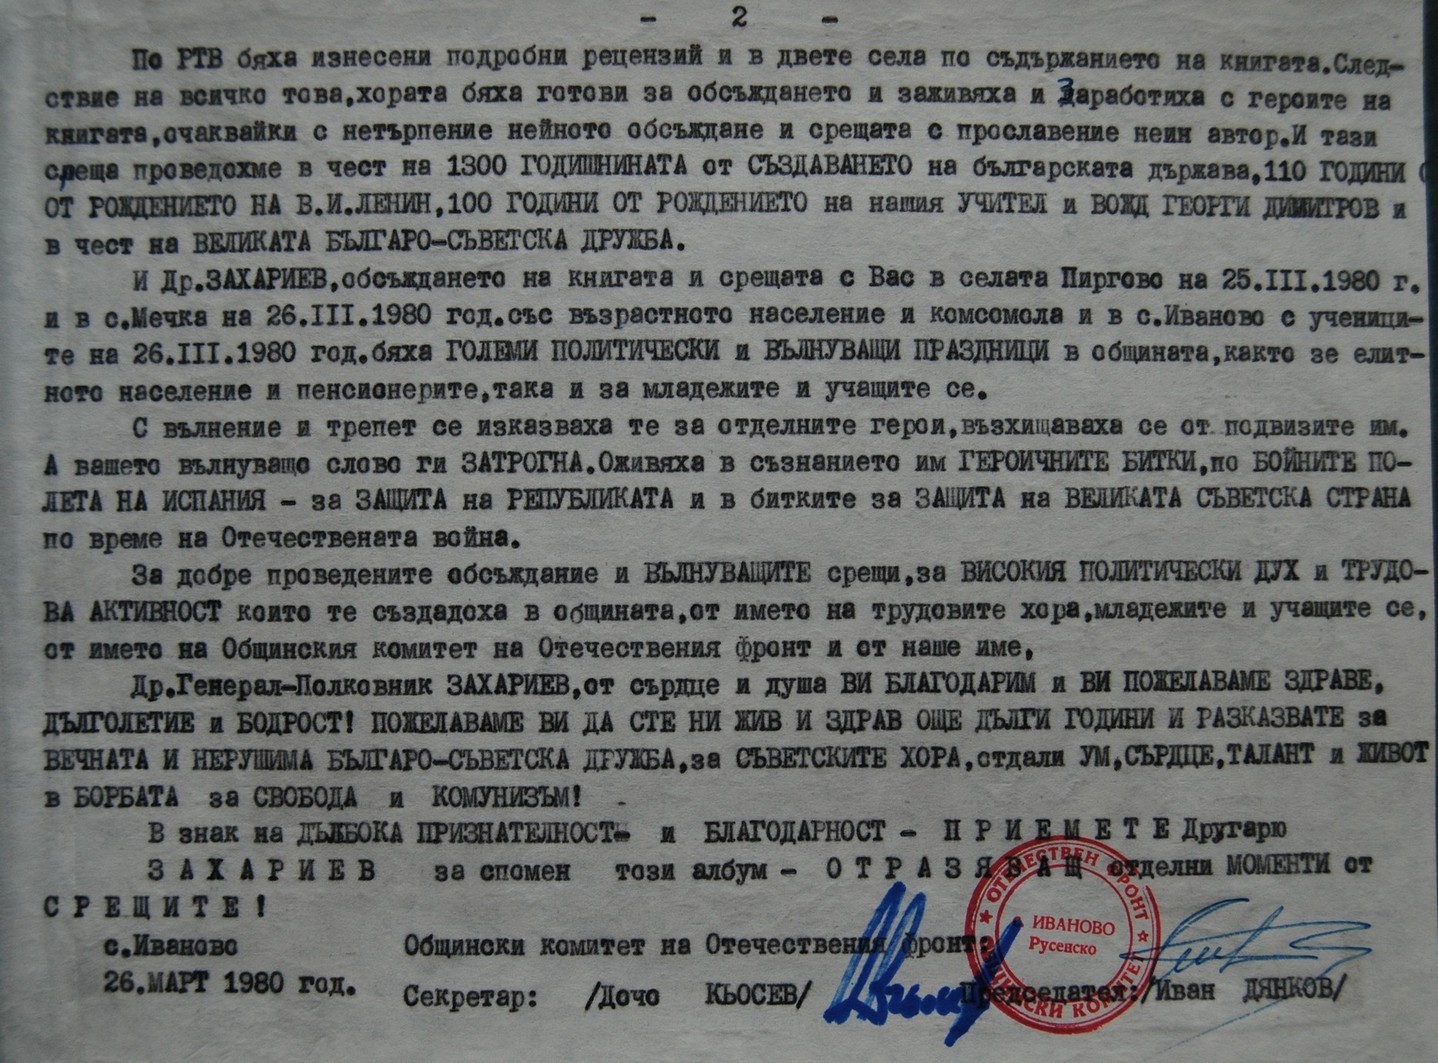 - 2 -
По РТВ бяха изнесени подробни рецензий и в двете села по съдържанието на книгата.След-
ствие на всичко това,хората бяха готови за обсъждането и заживяха и Заработиха с героите на
книгата,очаквайки с нетърпение нейното обсъждане и срещата с прославение неин автор.И тази
среща проведохме в чест на 1300 ГОДИШНИНАТА от СЪЗДАВАНЕТО на българската държава,110 ГОДИНИ О
ОТ РОЖДЕНИЕТО НА В.И.ЛЕНИН,100 ГОДИНИ ОТ РОЖДЕНИЕТО на нашия УЧИТЕЛ и ВОЖД ГЕОРГИ ДИМИТРОВ и
в чест на ВЕЛИКАТА БЪЛГАРО-СЪВЕТСКА ДРУЖБА.
И Др.ЗАХАРИЕВ,обсъждането на книгата и срещата с Вас в селата Пиргово на 25.III.1980 г.
и в с.Мечка на 26.III.1980 год.със възрастното население и комсомола и в с.Иваново с ученици-
те на 26.III.1980 год.бяха ГОЛЕМИ ПОЛИТИЧЕСКИ и ВЪЛНУВАЩИ ПРАЗДНИЦИ в общината,както зе елит-
ното население и пенсионерите,така и за младежите и учащите се.
С вълнение и трепет се изказваха те за отделните герои,възхищаваха се от подвизите им.
А вашето вълнуващо слово ги ЗАТРОГНА.Оживяха в съзнанието им ГЕРОИЧНИТЕ БИТКИ,по БОЙНИТЕ ПО-
ЛЕТА НА ИСПАНИЯ - за ЗАЩИТА на РЕПУБЛИКАТА и в битките за ЗАЩИТА на ВЕЛИКАТА СЪВЕТСКА СТРАНА
по време на Отечествената война.
За добре проведените обсъждание и ВЪЛНУВАЩИТЕ срещи,за ВИСОКИЯ ПОЛИТИЧЕСКИ ДУХ и ТРУДО-
ВА АКТИВНОСТ които те създадоха в общината,от името на трудовите хора,младежите и учащите се,
от името на Общинския комитет на Отечествения фронт и от наше име,
Др.Генерал-Полковник ЗАХАРИЕВ,от сърдце и душа ВИ БЛАГОДАРИМ и ВИ ПОЖЕЛАВАМЕ ЗДРАВЕ,
ДЪЛГОЛЕТИЕ и БОДРОСТ! ПОЖЕЛАВАМЕ ВИ ДА СТЕ НИ ЖИВ И ЗДРАВ ОЩЕ ДЪЛГИ ГОДИНИ И РАЗКАЗВАТЕ за
ВЕЧНАТА И НЕРУШИМА БЪЛГАРО-СЪВЕТСКА ДРУЖБА,за СЪВЕТСКИТЕ ХОРА,отдали УМ,СЪРДЦЕ,ТАЛАНТ и ЖИВОТ
в БОРБАТА за СВОБОДА и КОМУНИЗЪМ!
В знак на ДЪЛБОКА ПРИЗНАТЕЛНОСТ- и БЛАГОДАРНОСТ - П Р И Е М Е Т Е Другарю
З А Х А Р И Е В за спомен този албум - О Т Р А З Я В А Щ отделни МОМЕНТИ от
С Р Е Щ И Т Е !
с.Иваново Общински комитет на Отечествения фронт:
26.МАРТ 1980 год. Секретар: /Дочо КЬОСЕВ/ Председател:/Иван ДЯНКОВ/
ОТЕЧЕСТВЕН ФРОНТ
ИВАНОВО
Русенско
ОБЩИНСКИ КОМИТЕТ